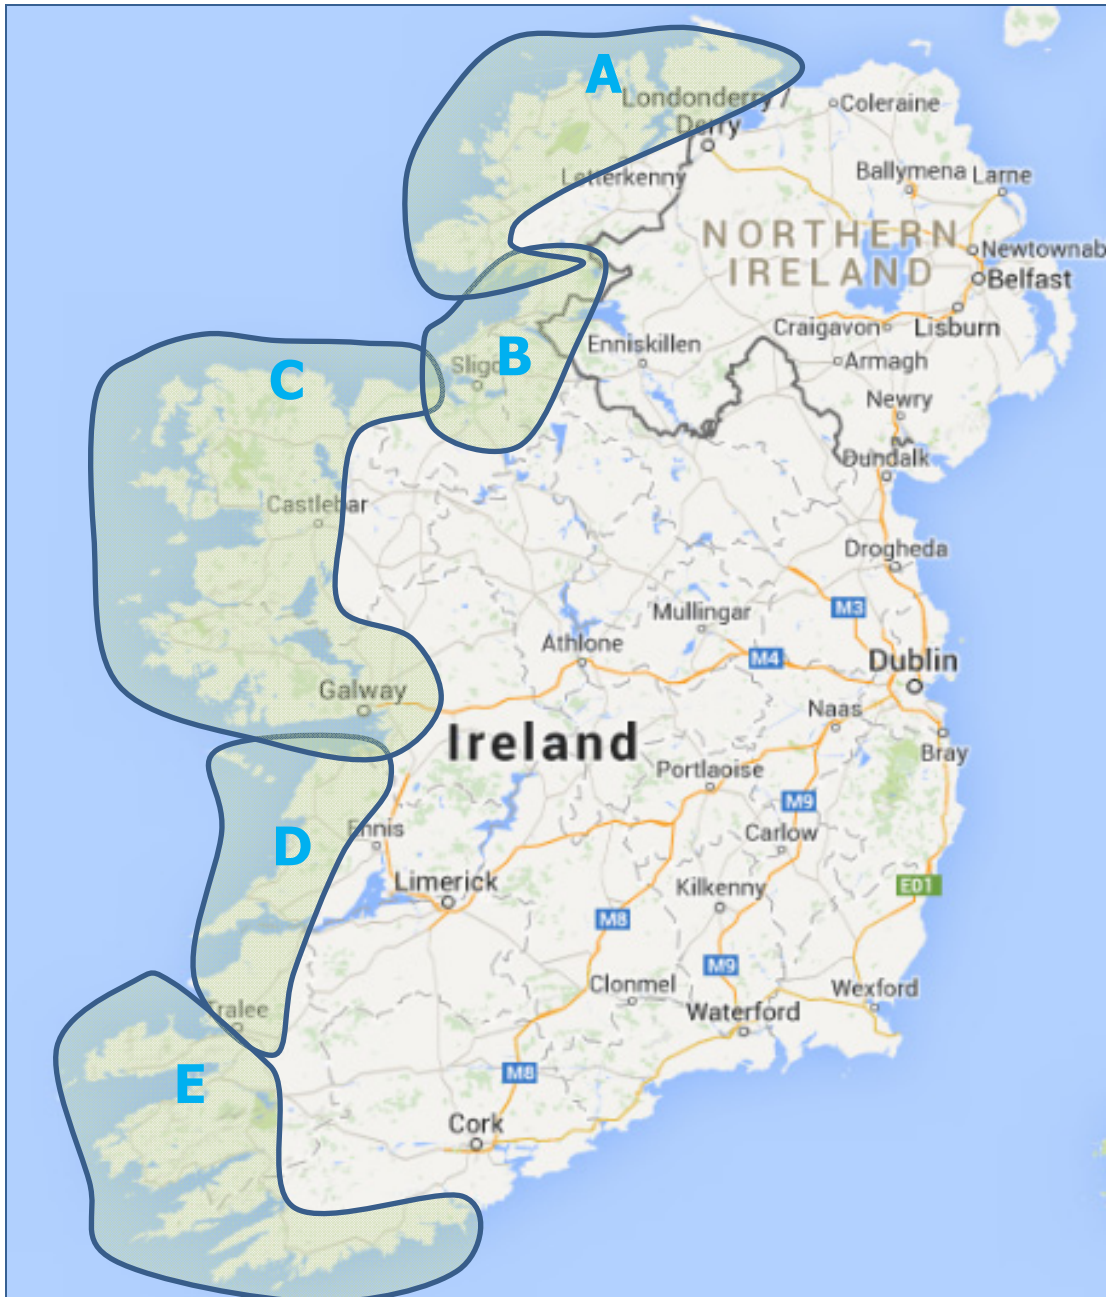 A
Londonderry /
Derry
Coleraine
Letterkenny
Ballymena
Larne
NORTHERN
IRELAND
Newtownab
Belfast
Craigavon
Lisburn
B
Sligo
Enniskillen
Armagh
C
Newry
Dundalk
Castlebar
Drogheda
M3
Mullingar
Athlone
M4
Dublin
Galway
Naas
Ireland
Bray
Portlaoise
M9
D
Ennis
Carlow
Limerick
Kilkenny
E01
M8
M9
Clonmel
Wexford
Tralee
Waterford
E
M8
Cork